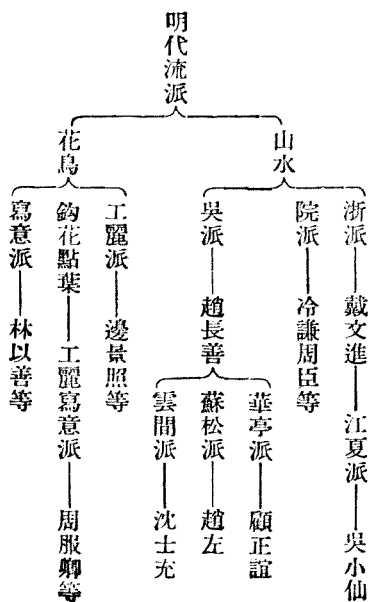 明代流派
山水
浙派——戴文進——江夏派——吳小仙
院派——冷謙周臣等
吳派——趙長善
華亭派——顧正誼
蘇松派——趙左
雲間派——沈士充
花鳥
工麗派——邊景照等
鈎花點葉——工麗寫意派——周服卿等
寫意派——林以善等